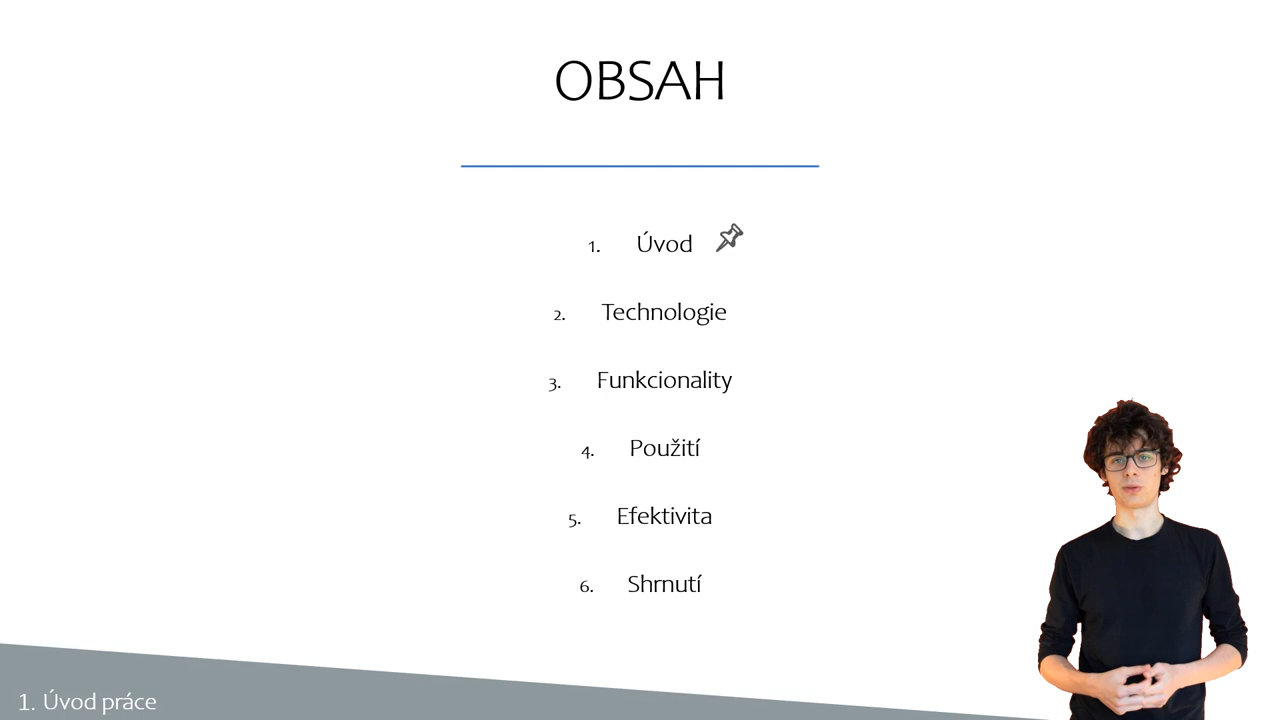 OBSAH
1. Úvod
2. Technologie
3. Funkcionality
4. Použití
5. Efektivita
6. Shrnutí
1. Úvod práce